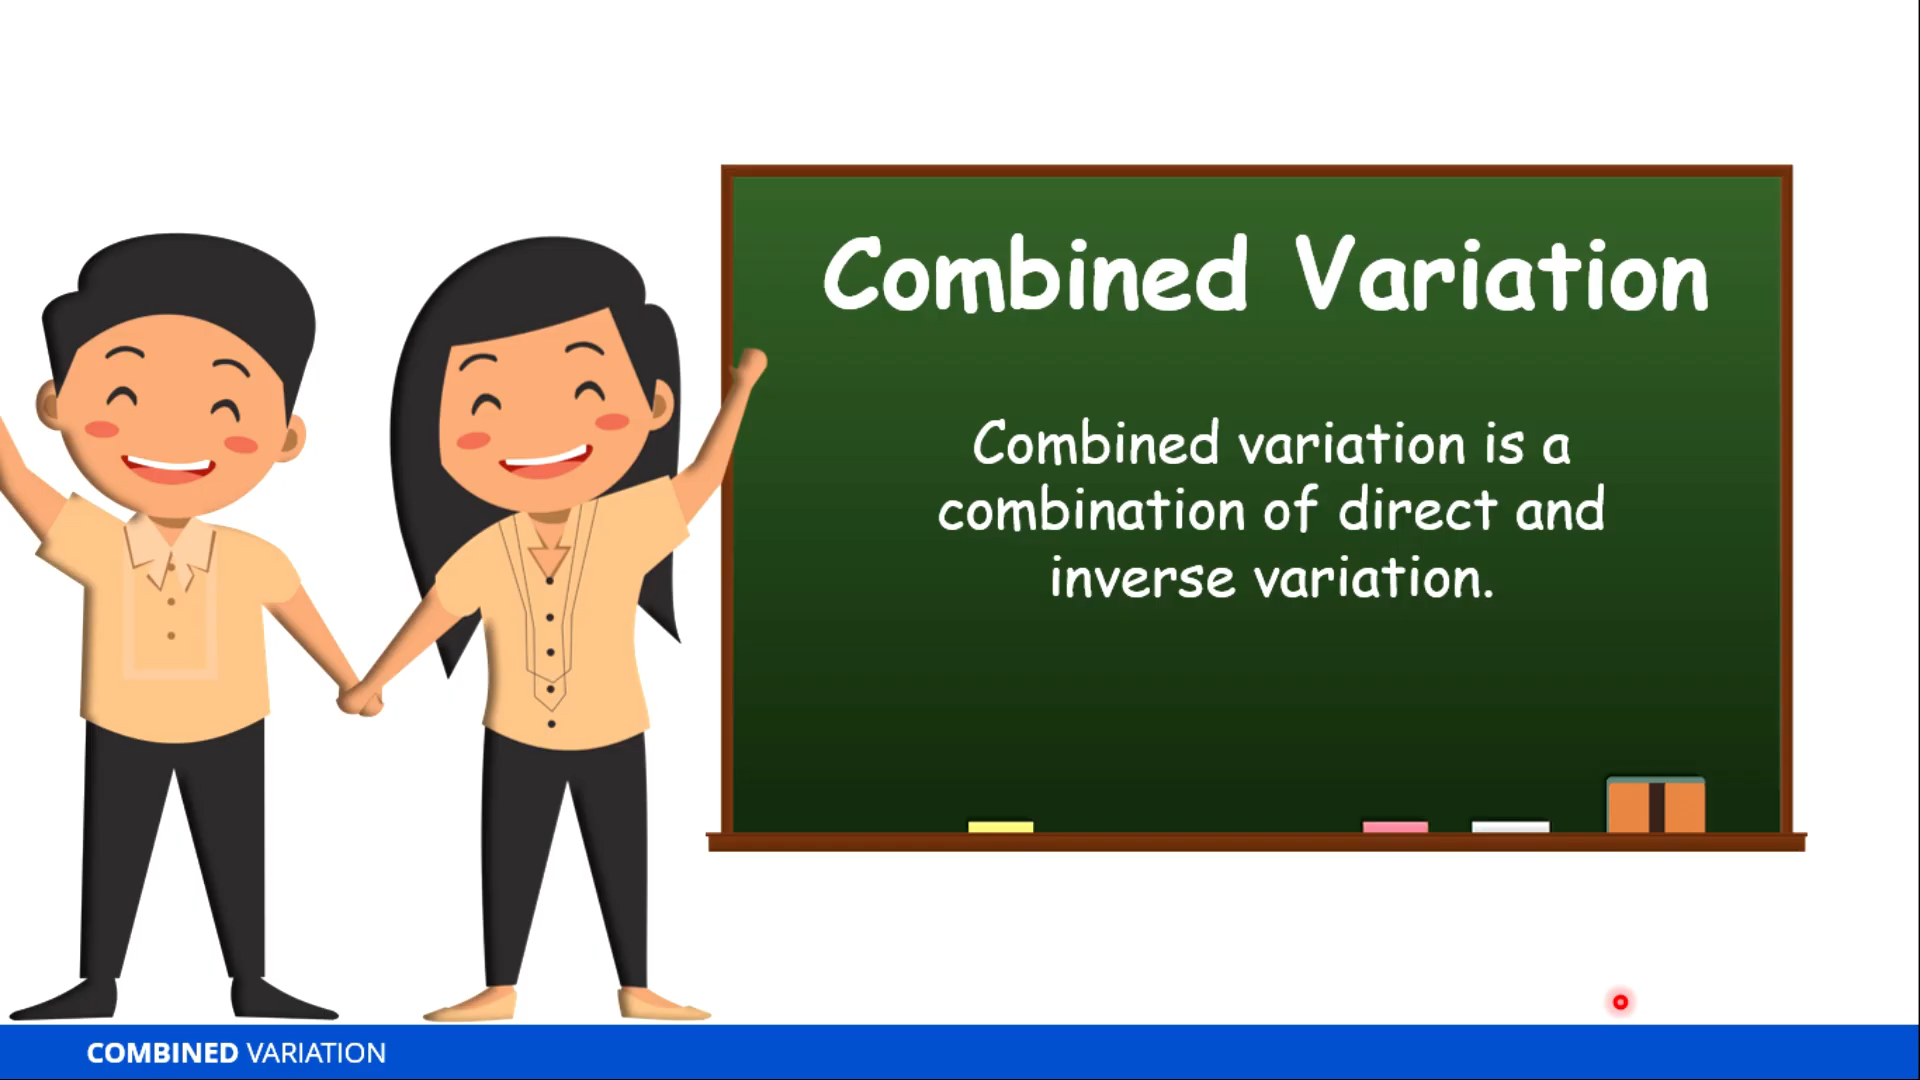 Combined Variation
Combined variation is a
combination of direct and
inverse variation.
COMBINED VARIATION